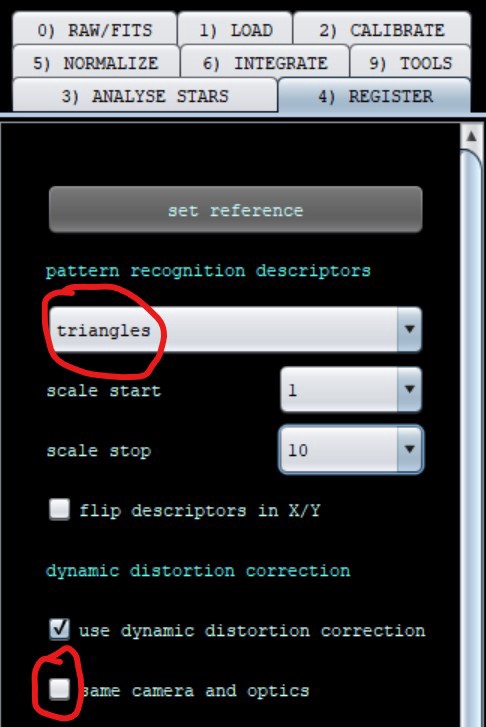 0) RAW/FITS 1) LOAD 2) CALIBRATE
5) NORMALIZE 6) INTEGRATE 9) TOOLS
3) ANALYSE STARS 4) REGISTER
set reference
pattern recognition descriptors
triangles
scale start 1
scale stop 10
flip descriptors in X/Y
dynamic distortion correction
use dynamic distortion correction
same camera and optics